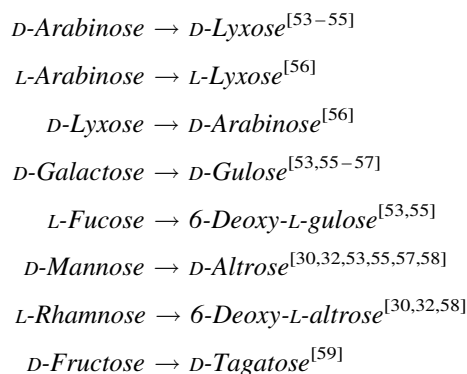 D-Arabinose → D-Lyxose[53–55]
L-Arabinose → L-Lyxose[56]
D-Lyxose → D-Arabinose[56]
D-Galactose → D-Gulose[53,55–57]
L-Fucose → 6-Deoxy-L-gulose[53,55]
D-Mannose → D-Altrose[30,32,53,55,57,58]
L-Rhamnose → 6-Deoxy-L-altrose[30,32,58]
D-Fructose → D-Tagatose[59]